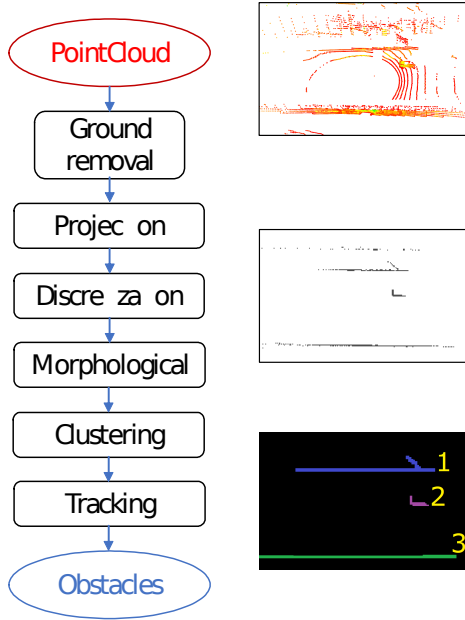 PointCloud
Ground
removal
Projec on
Discre za on
Morphological
Clustering
Tracking
Obstacles
1
2
3